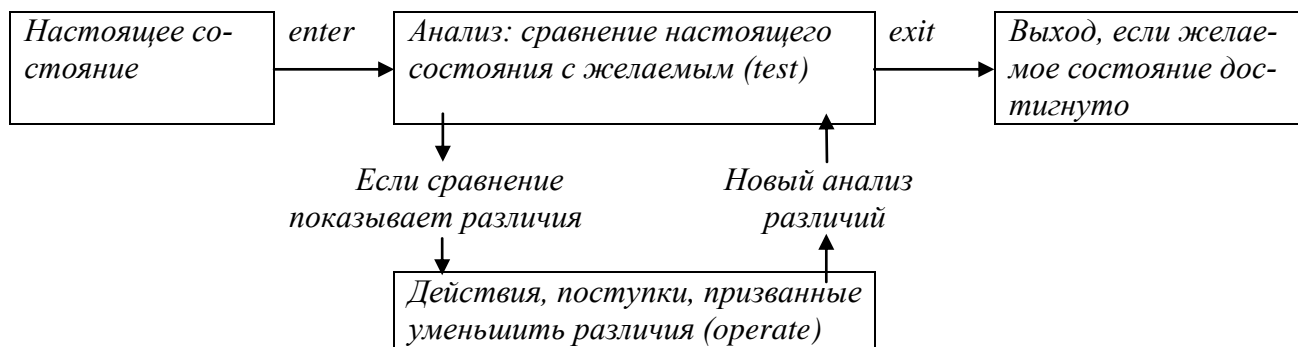 Настоящее со-
стояние
enter
Анализ: сравнение настоящего
состояния с желаемым (test)
exit
Выход, если желае-
мое состояние дос-
тигнуто
Если сравнение
показывает различия
Новый анализ
различий
Действия, поступки, призванные
уменьшить различия (operate)